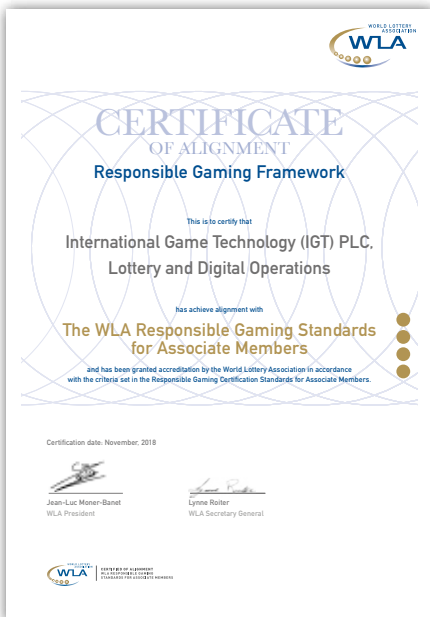 WORLD LOTTERY
ASSOCIATION
WLA
CERTIFICATE
OF ALIGNMENT
Responsible Gaming Framework
This is to certify that
International Game Technology (IGT) PLC,
Lottery and Digital Operations
has achieve alignment with
The WLA Responsible Gaming Standards
for Associate Members
and has been granted accreditation by the World Lottery Association in accordance
with the criteria set in the Responsible Gaming Certification Standards for Associate Members.
Certification date: November, 2018
Jean-Luc Moner-Banet
WLA President
Lynne Roiter
WLA Secretary General
WORLD LOTTERY
ASSOCIATION
WLA
CERTIFIED OF ALIGNMENT
WLA RESPONSIBLE GAMING
STANDARDS FOR ASSOCIATE MEMBERS